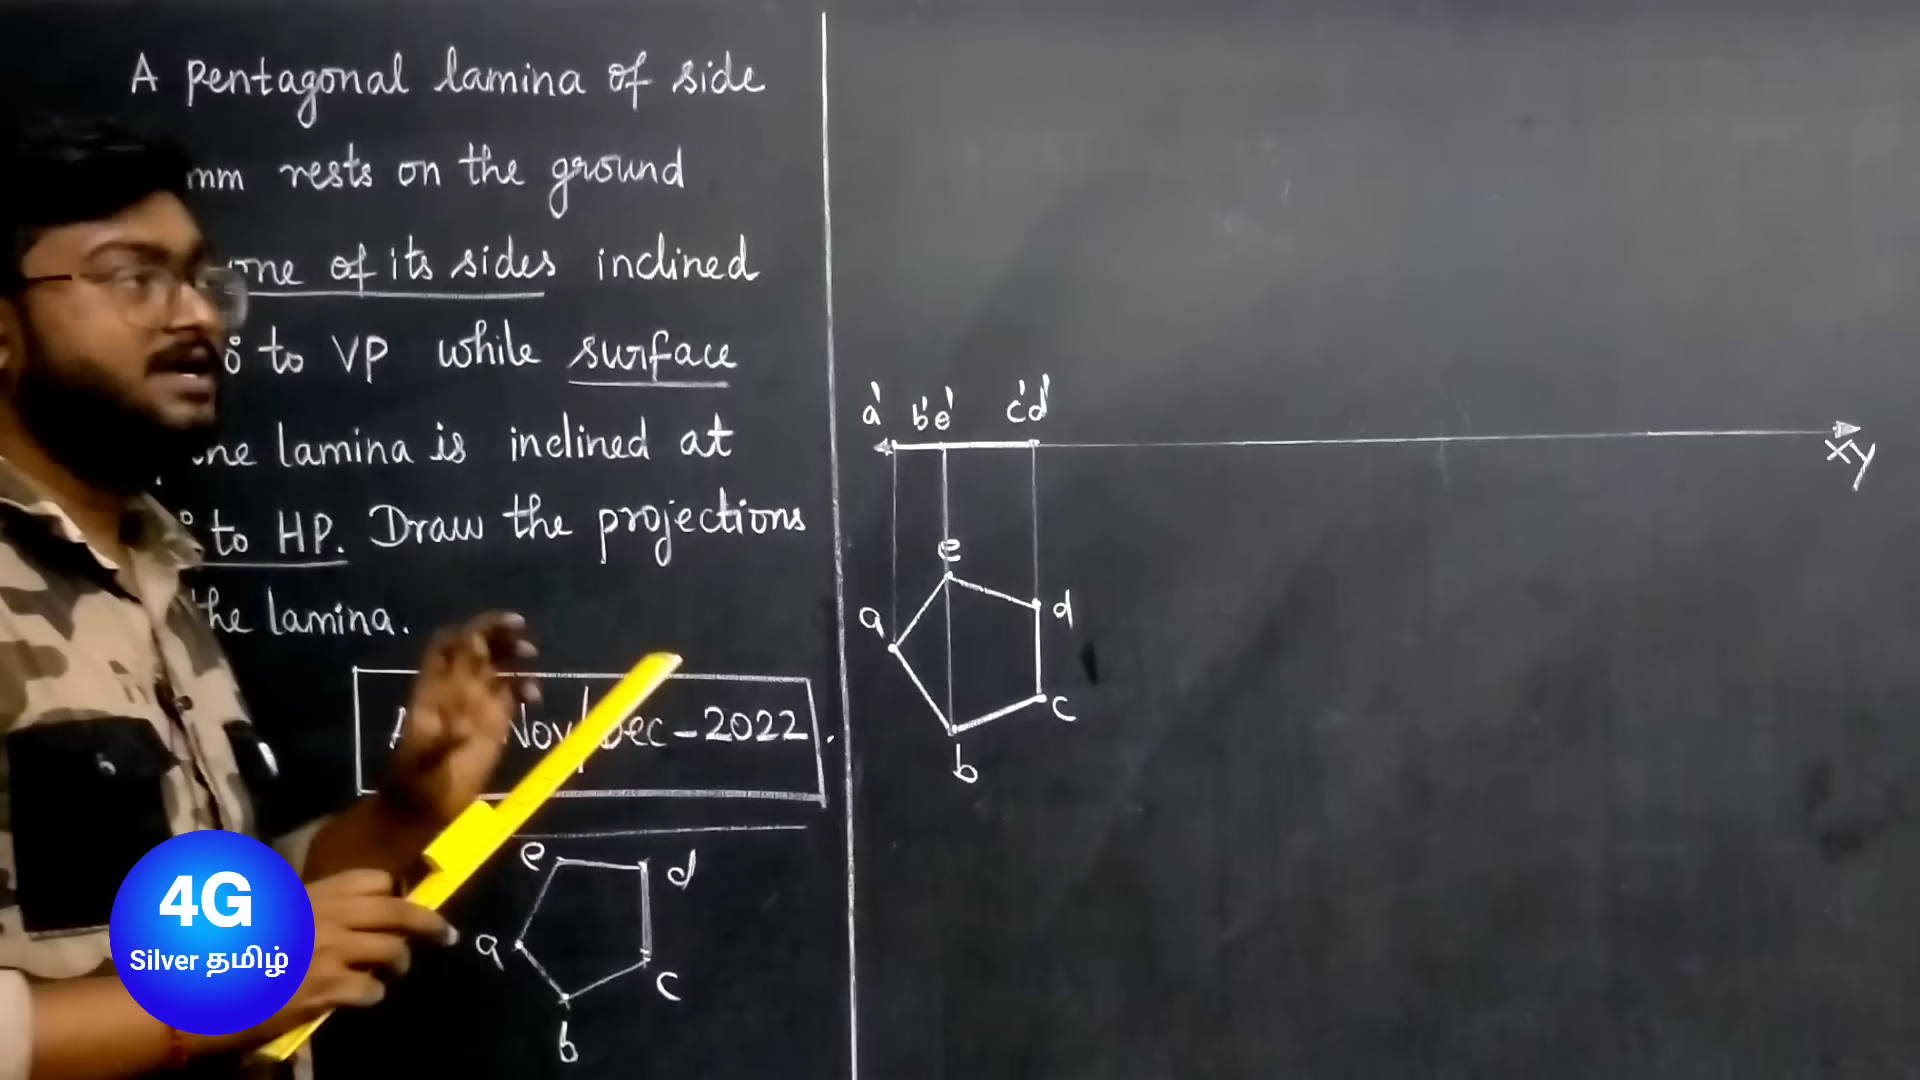 A pentagonal lamina of side
mm rests on the ground
one of its sides inclined
° to VP while surface
lamina is inclined at
° to HP. Draw the projections
the lamina.
Nov/Dec-2022.
e
d
a
c
b
a' b'e' c'd'
xy
e
a
d
c
b
4G
Silver தமிழ்